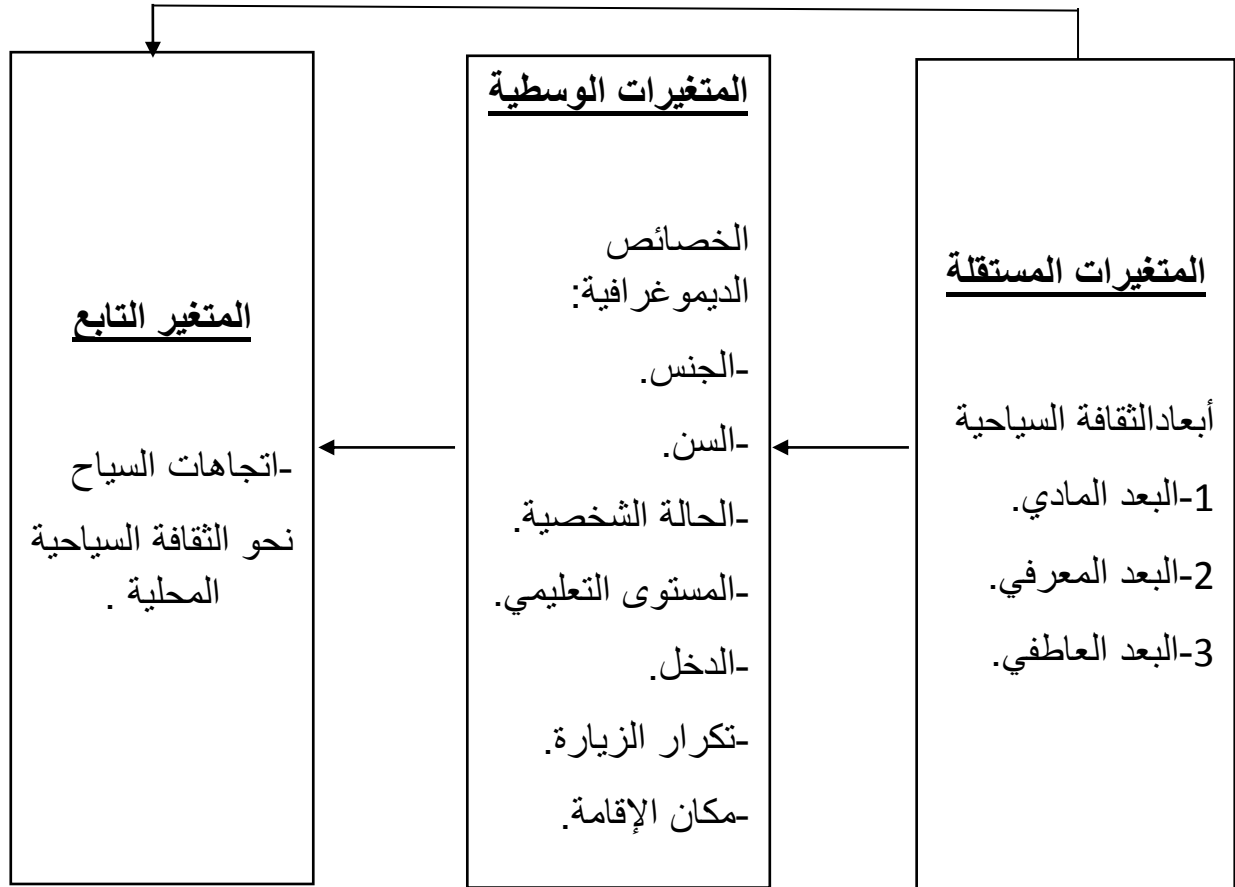 المتغيرات المستقلة
أبعادالثقافة السياحية
1-البعد المادي.
2-البعد المعرفي.
3-البعد العاطفي.
المتغيرات الوسطية
الخصائص
الديموغرافية:
-الجنس.
-السن.
-الحالة الشخصية.
-المستوى التعليمي.
-الدخل.
-تكرار الزيارة.
-مكان الإقامة.
المتغير التابع
-اتجاهات السياح
نحو الثقافة السياحية
المحلية .